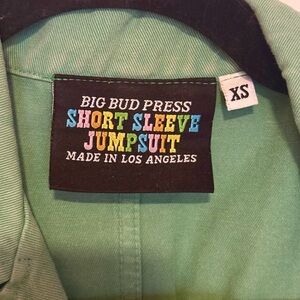 BIG BUD PRESS
SHORT SLEEVE
JUMPSUIT
MADE IN LOS ANGELES
XS